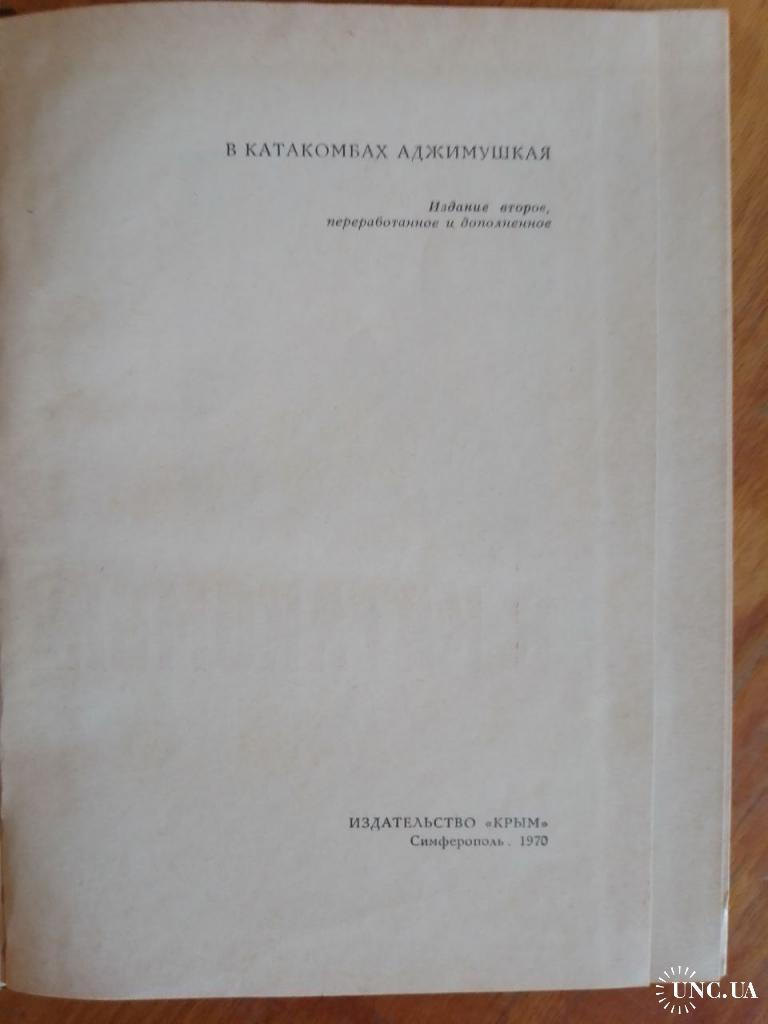 В КАТАКОМБАХ АДЖИМУШКАЯ
Издание второе,
переработанное и дополненное
ИЗДАТЕЛЬСТВО «КРЫМ»
Симферополь. 1970
UNC.UA